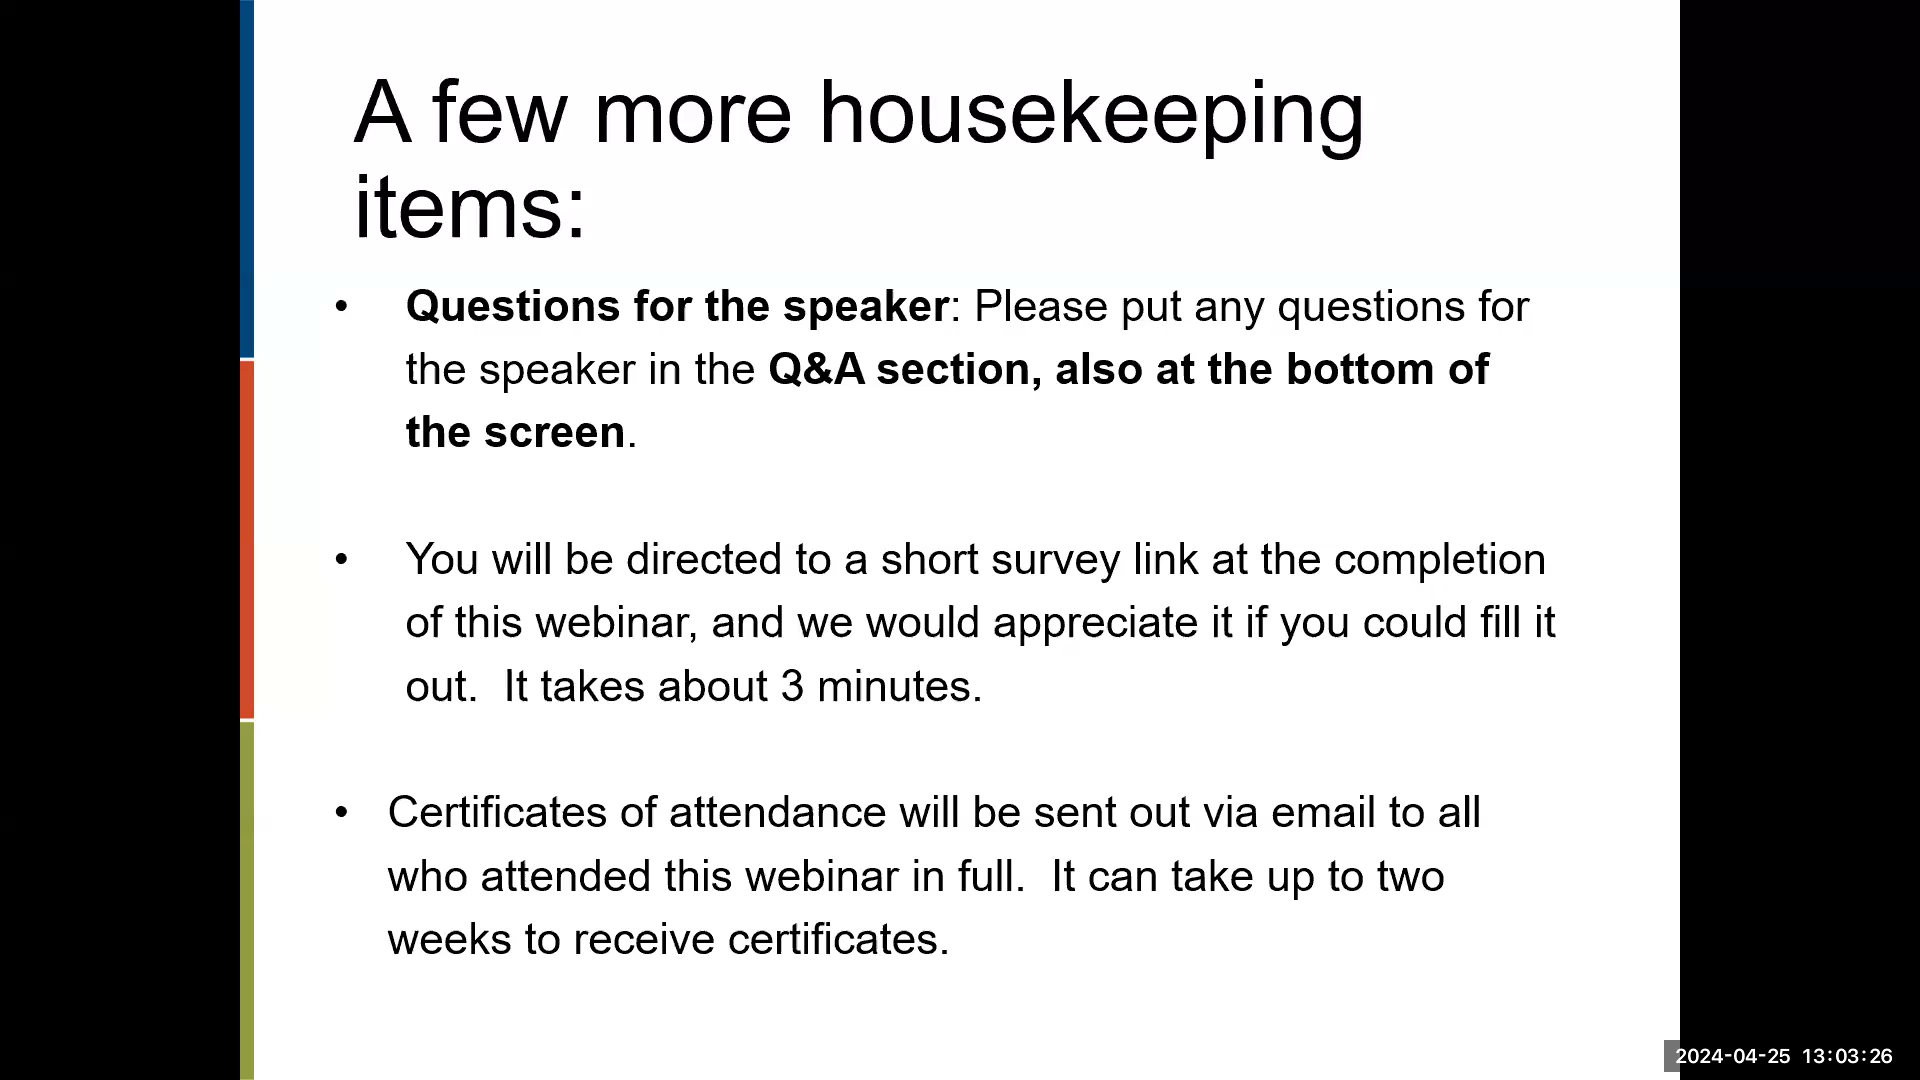 A few more housekeeping
items:
• Questions for the speaker: Please put any questions for
the speaker in the Q&A section, also at the bottom of
the screen.
• You will be directed to a short survey link at the completion
of this webinar, and we would appreciate it if you could fill it
out.  It takes about 3 minutes.
• Certificates of attendance will be sent out via email to all
who attended this webinar in full.  It can take up to two
weeks to receive certificates.
2024-04-25 13:03:26